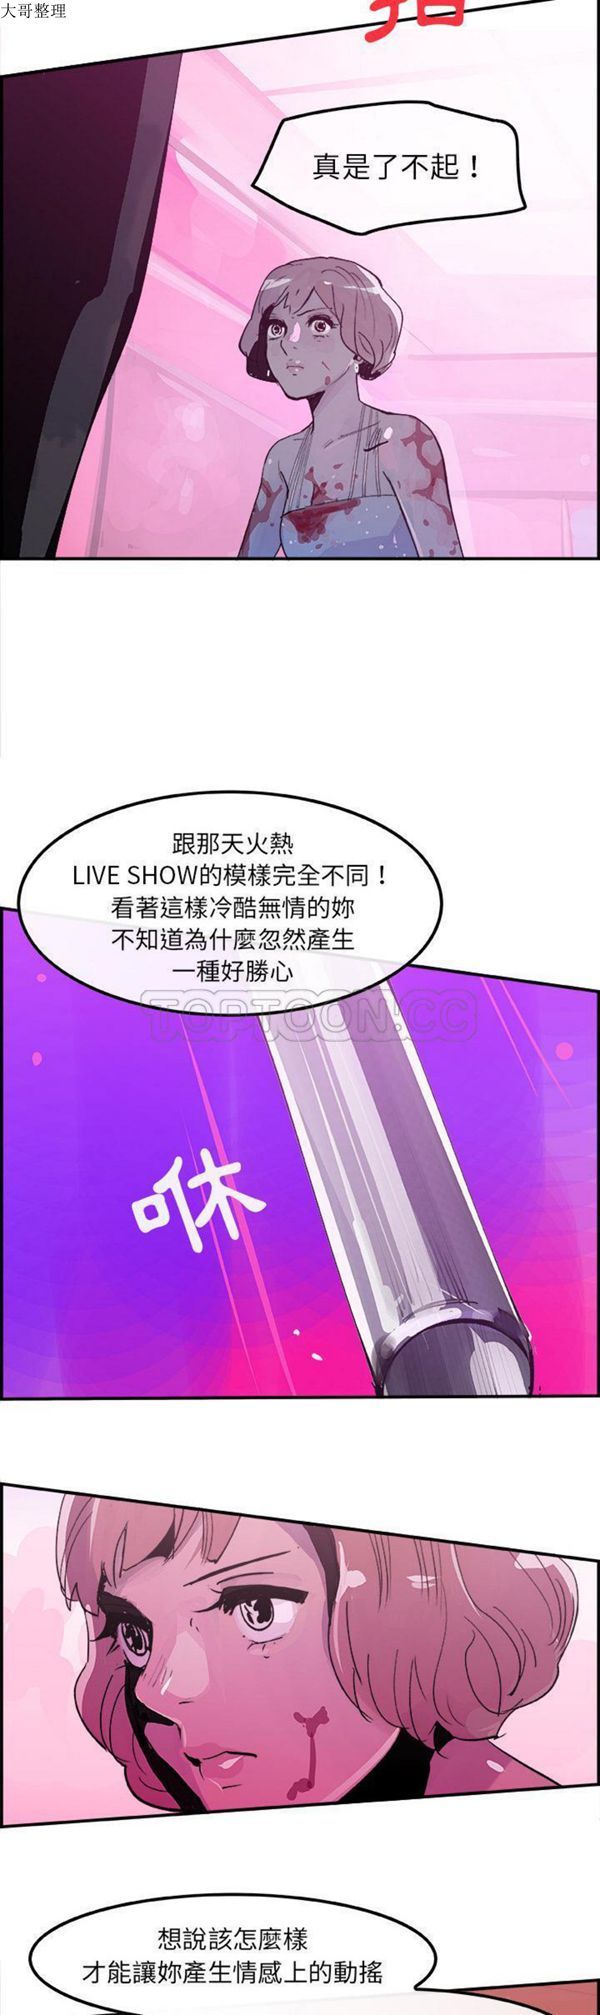 大哥整理
真是了不起！
跟那天火熱
LIVE SHOW的模樣完全不同！
看著這樣冷酷無情的妳
不知道為什麼忽然產生
一種好勝心
TOPTOON.CC
咻
想說該怎麼樣
才能讓妳產生情感上的動搖